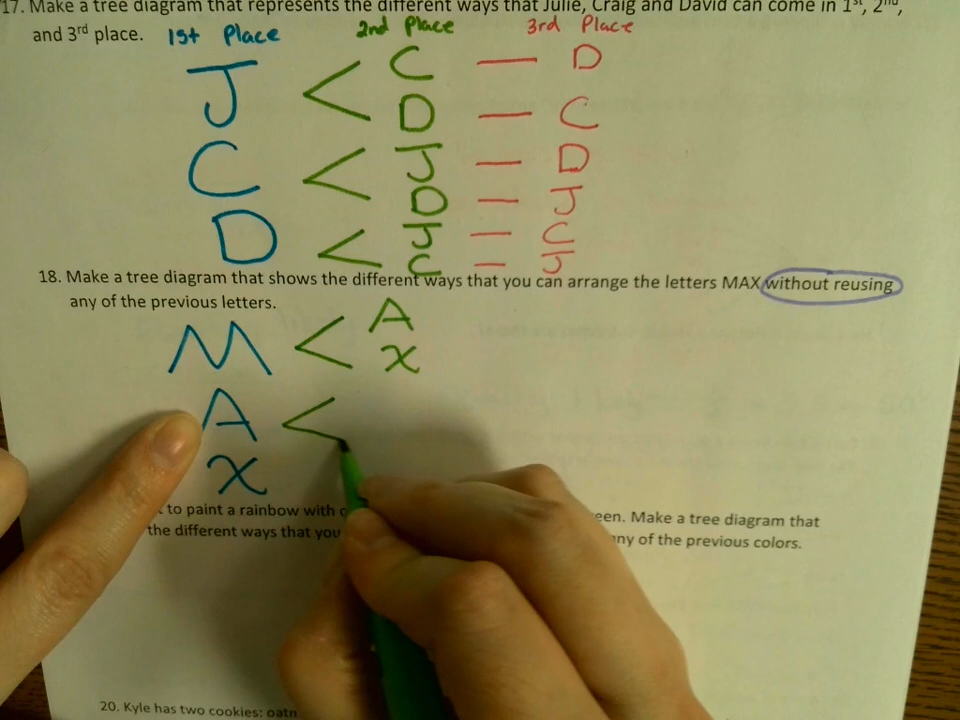 17. Make a tree diagram that represents the different ways that Julie, Craig and David can come in 1st, 2nd,
and 3rd place. 1st Place 2nd Place 3rd Place
J < C — D
D — C
C < J — D
D — J
D < J — C
C — J
18. Make a tree diagram that shows the different ways that you can arrange the letters MAX without reusing
any of the previous letters.
M < A
X
A <
X
to paint a rainbow with Make a tree diagram that
the different ways that you of the previous colors.
20. Kyle has two cookies: